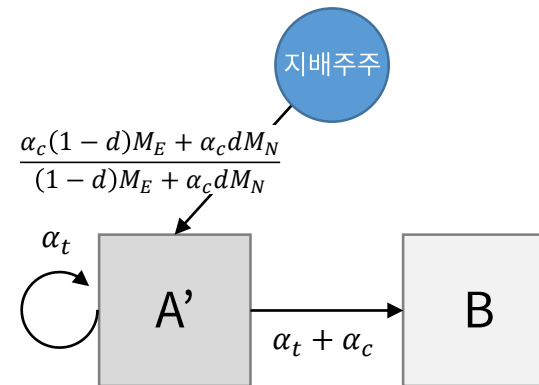 지배주주
α_c(1 − d)M_E + α_c dM_N
(1 − d)M_E + α_c dM_N
α_t
A’
B
α_t + α_c